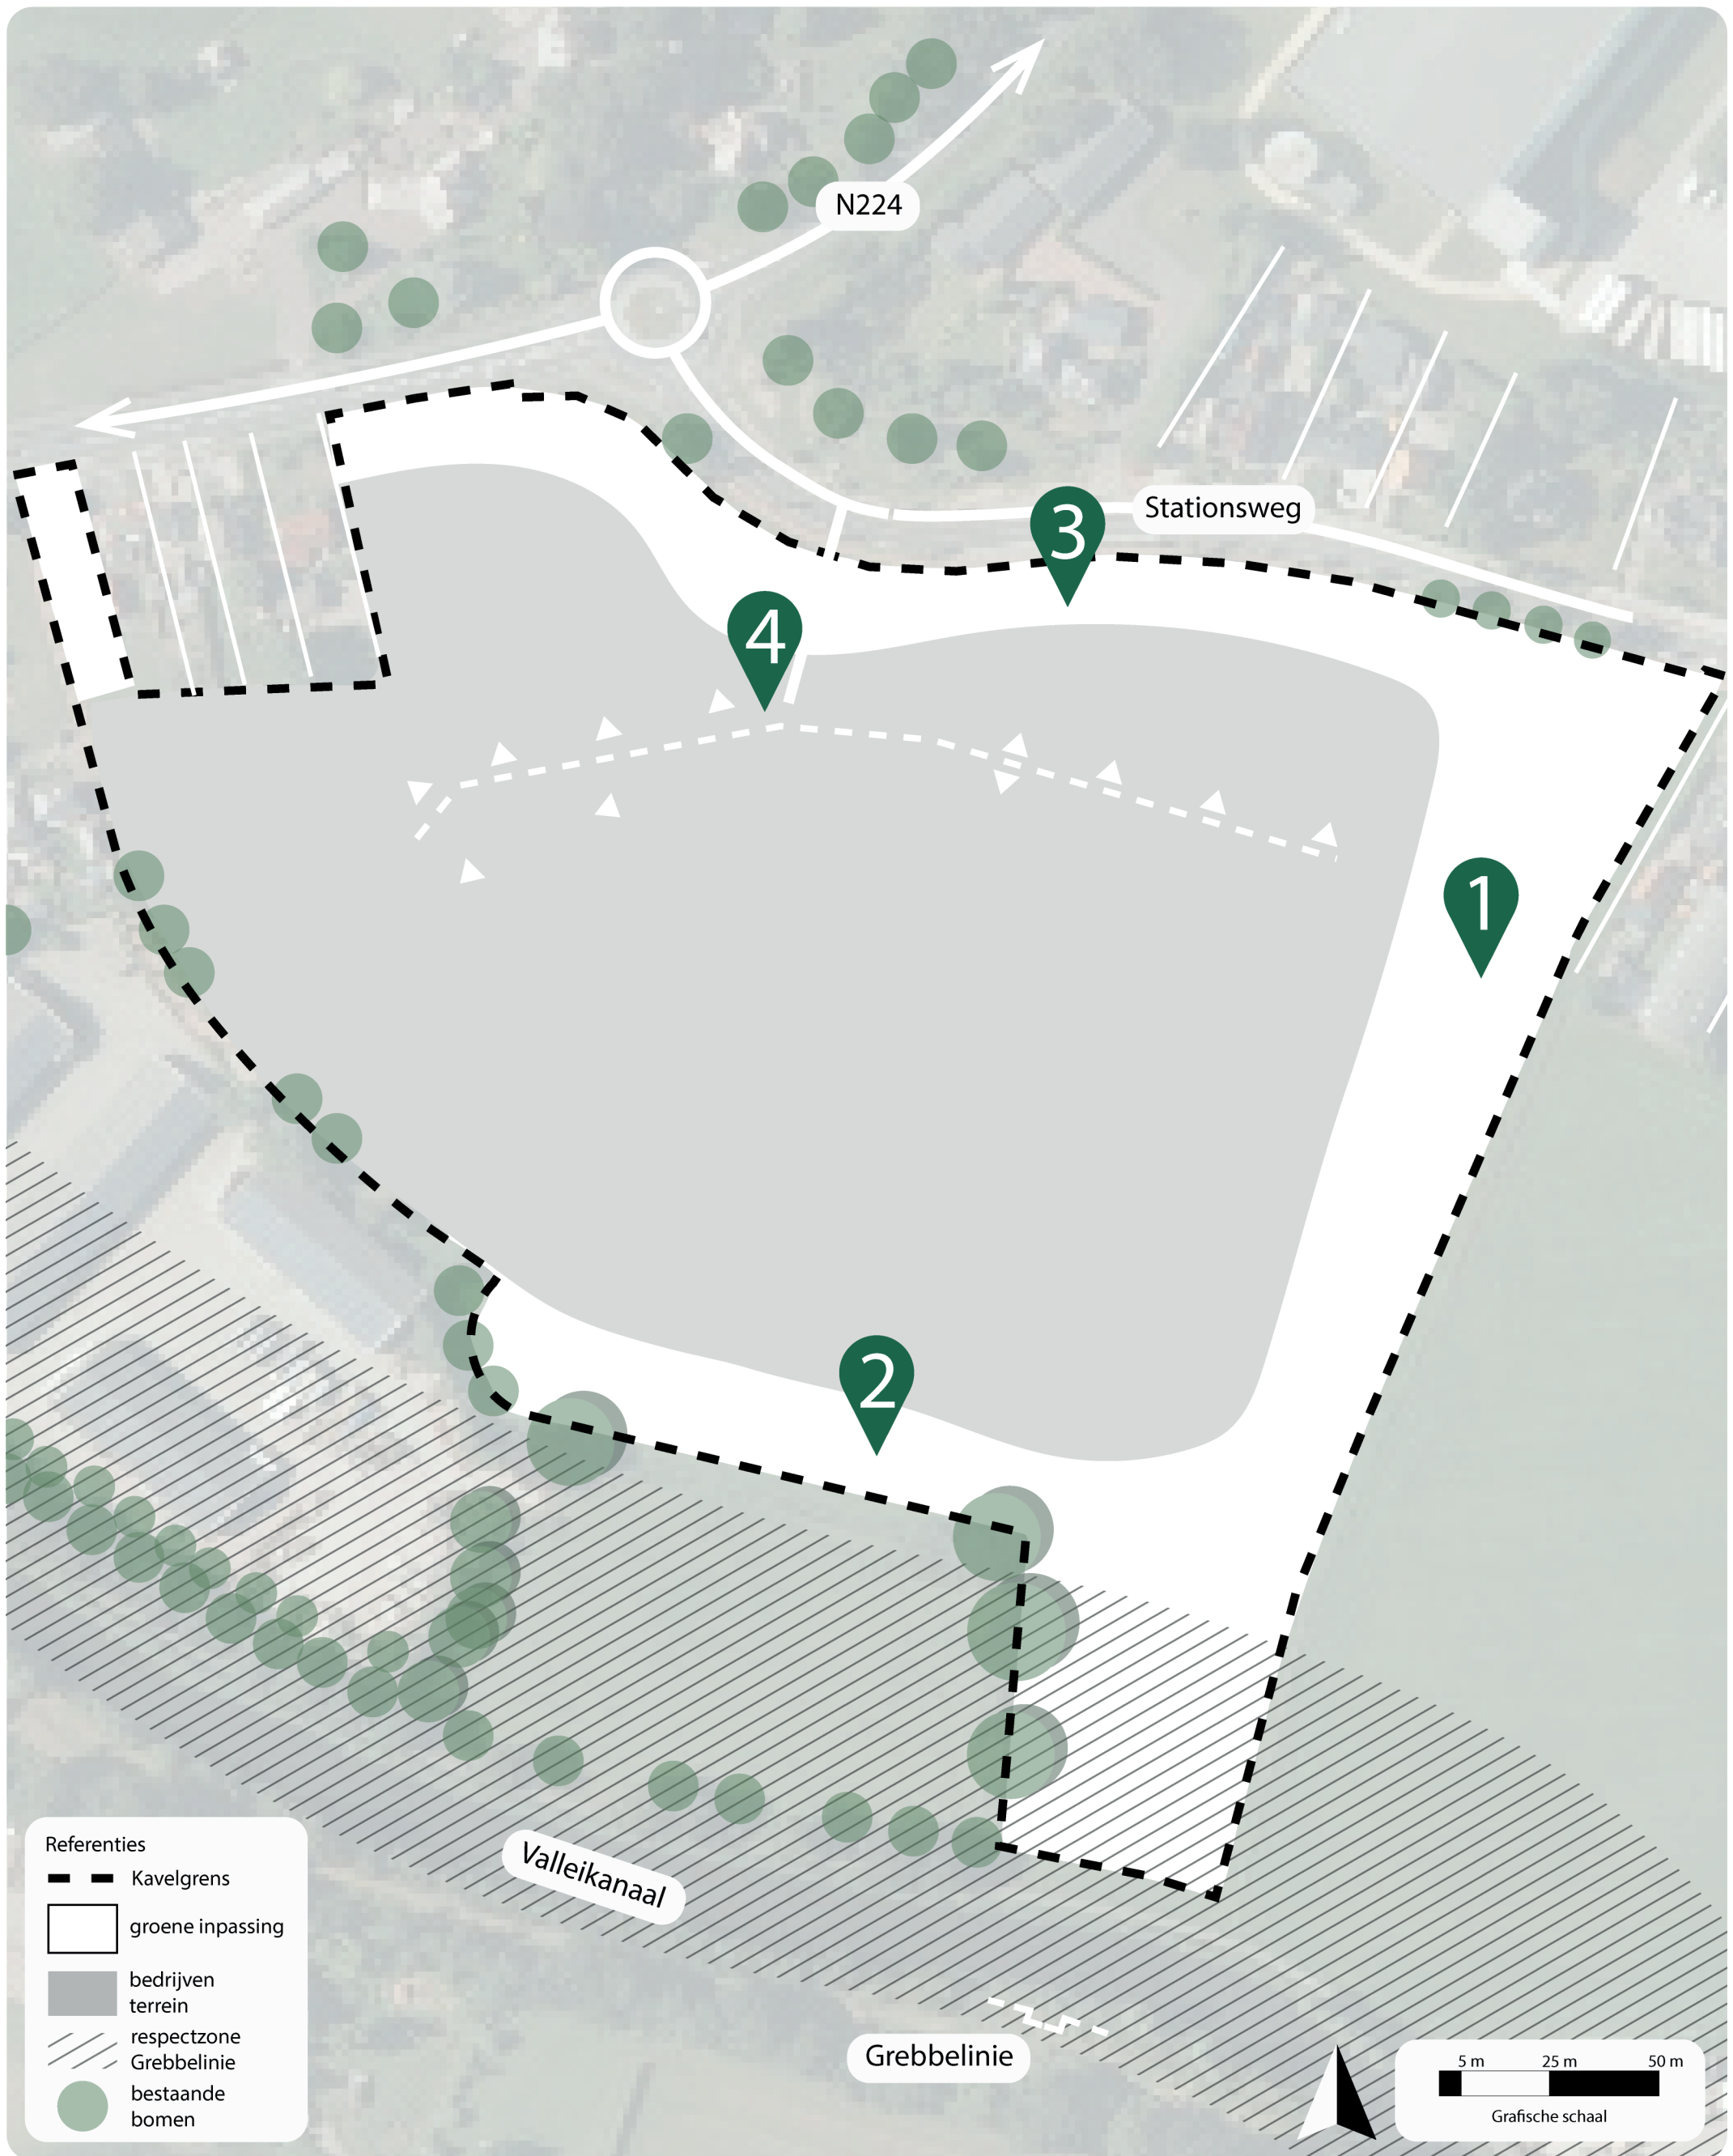 N224
Stationsweg
3
4
1
2
Valleikanaal
Grebbelinie
Referenties
Kavelgrens
groene inpassing
bedrijven
terrein
respectzone
Grebbelinie
bestaande
bomen
5 m 25 m 50 m
Grafische schaal